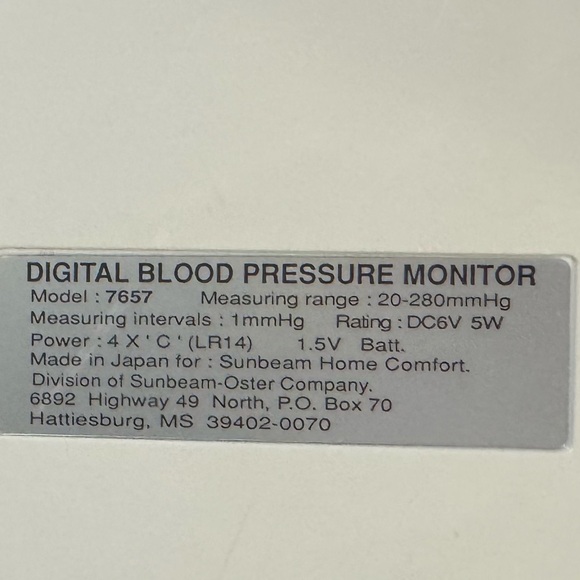 DIGITAL BLOOD PRESSURE MONITOR
Model : 7657 Measuring range : 20-280mmHg
Measuring intervals : 1mmHg Rating : DC6V 5W
Power : 4 X ' C ' (LR14) 1.5V Batt.
Made in Japan for : Sunbeam Home Comfort.
Division of Sunbeam-Oster Company.
6892 Highway 49 North, P.O. Box 70
Hattiesburg, MS 39402-0070